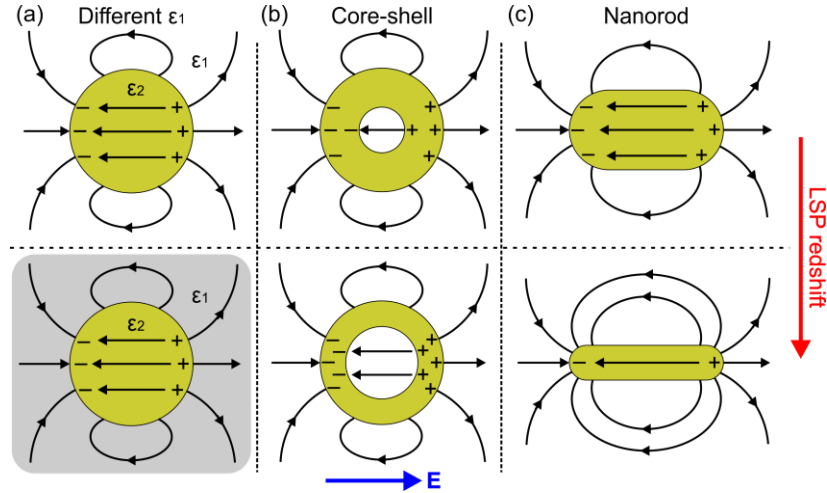 (a) Different ε1
(b) Core-shell
(c) Nanorod
ε1
ε2
− +
− +
− +
− +
− − + +
− +
− +
− +
− +
LSP redshift
ε1
ε2
− +
− +
− +
− +
− − + +
− − + +
− +
− +
E